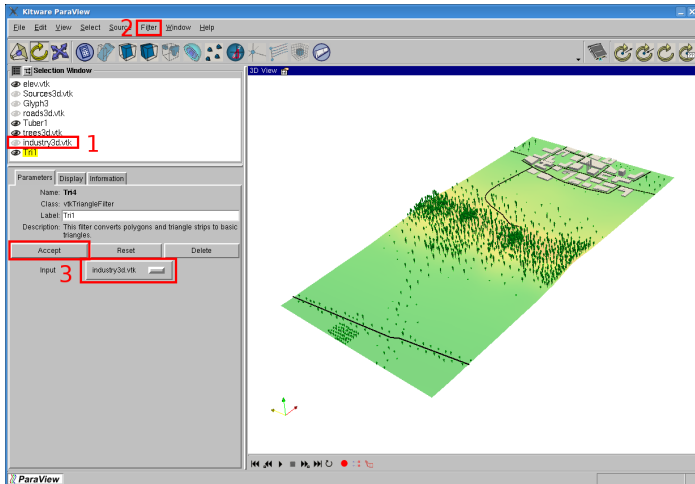 Kitware ParaView
File Edit View Select Source Filter Window Help
2
Selection Window
3D View
elev.vtk
Sources3d.vtk
Glyph3
roads3d.vtk
Tuber1
trees3d.vtk
industry3d.vtk
1
Tri1
Parameters Display Information
Name: Tri4
Class: vtkTriangleFilter
Label: Tri1
Description: This filter converts polygons and triangle strips to basic
triangles.
Accept Reset Delete
Input 3 industry3d.vtk
ParaView